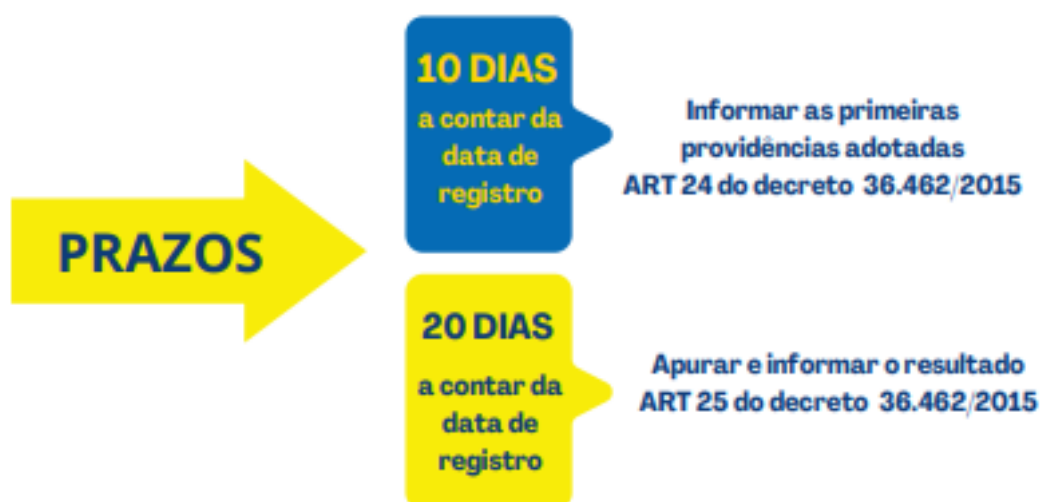 PRAZOS
10 DIAS
a contar da
data de
registro
Informar as primeiras
providências adotadas
ART 24 do decreto 36.462/2015
20 DIAS
a contar da
data de
registro
Apurar e informar o resultado
ART 25 do decreto 36.462/2015